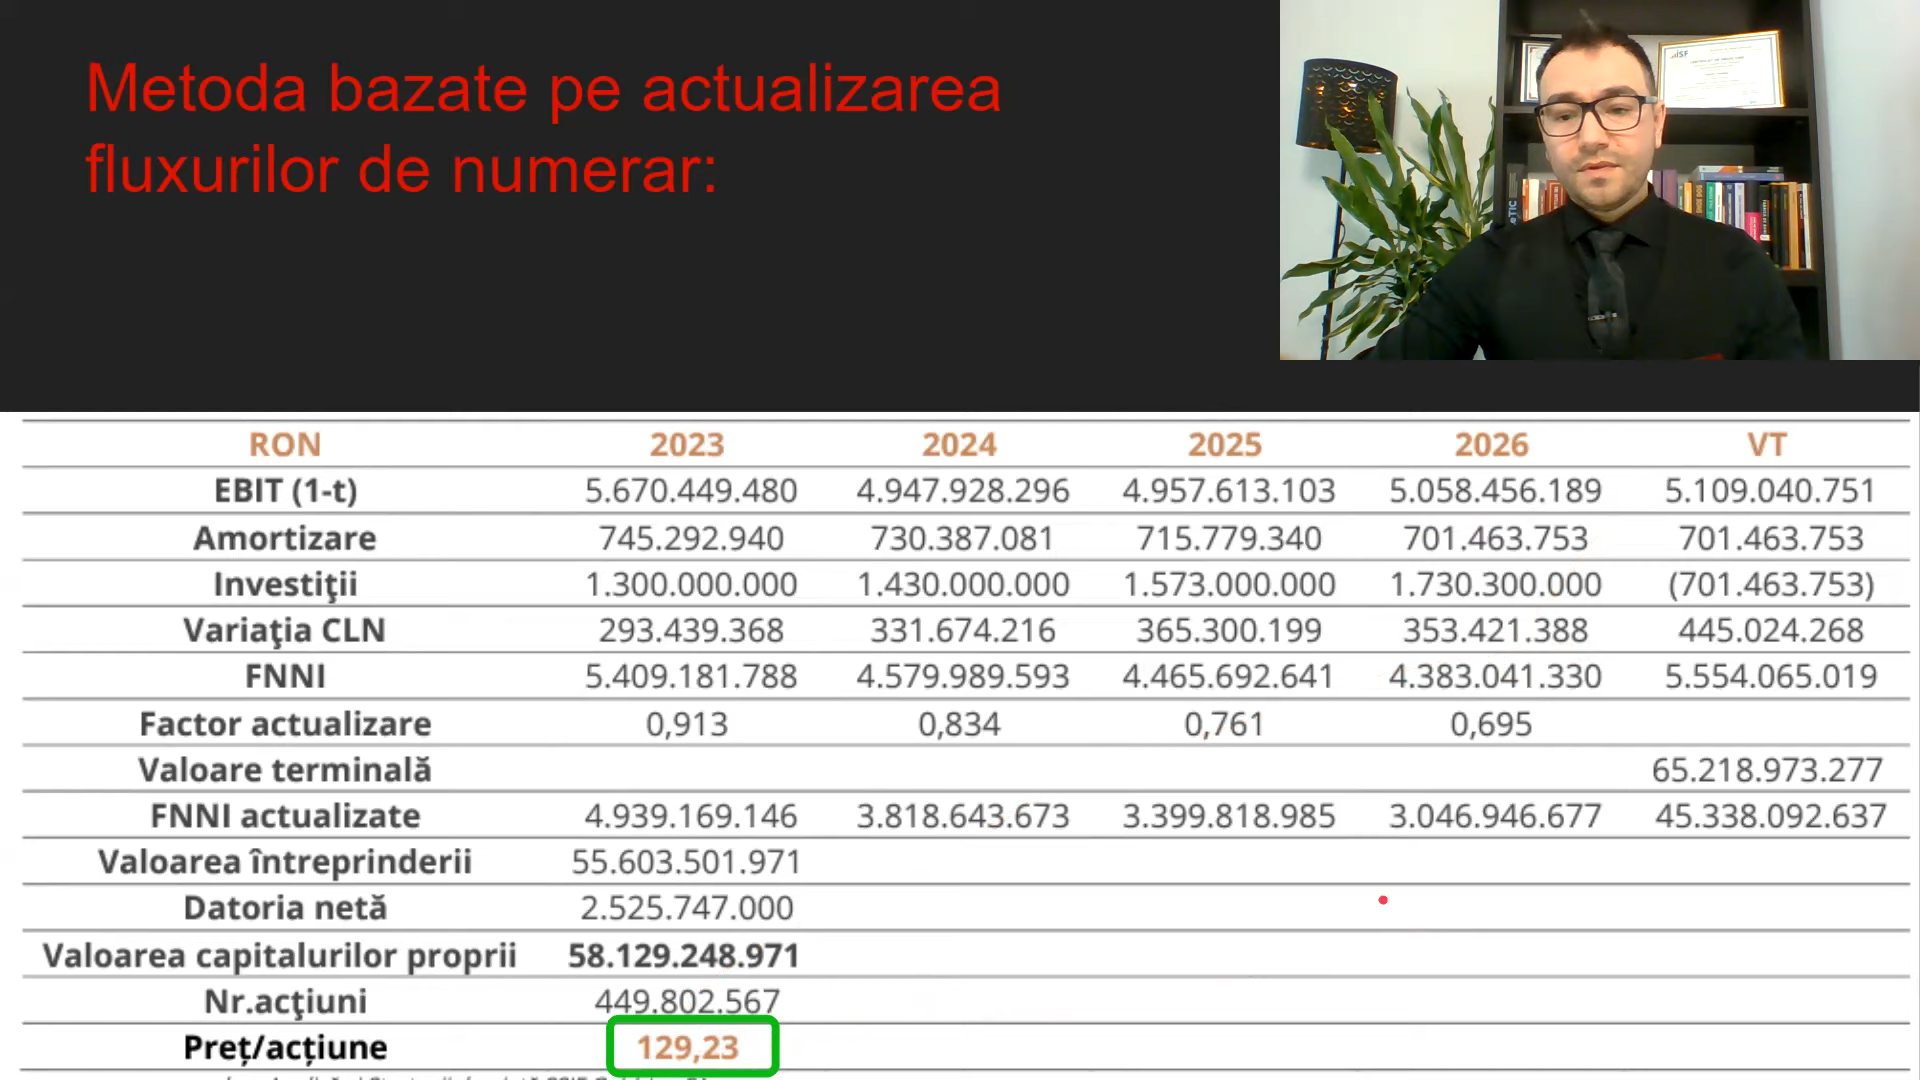 Metoda bazate pe actualizarea
fluxurilor de numerar:
RON 2023 2024 2025 2026 VT
EBIT (1-t) 5.670.449.480 4.947.928.296 4.957.613.103 5.058.456.189 5.109.040.751
Amortizare 745.292.940 730.387.081 715.779.340 701.463.753 701.463.753
Investiţii 1.300.000.000 1.430.000.000 1.573.000.000 1.730.300.000 (701.463.753)
Variaţia CLN 293.439.368 331.674.216 365.300.199 353.421.388 445.024.268
FNNI 5.409.181.788 4.579.989.593 4.465.692.641 4.383.041.330 5.554.065.019
Factor actualizare 0,913 0,834 0,761 0,695
Valoare terminală 65.218.973.277
FNNI actualizate 4.939.169.146 3.818.643.673 3.399.818.985 3.046.946.677 45.338.092.637
Valoarea întreprinderii 55.603.501.971
Datoria netă 2.525.747.000
Valoarea capitalurilor proprii 58.129.248.971
Nr.acţiuni 449.802.567
Preț/acțiune 129,23